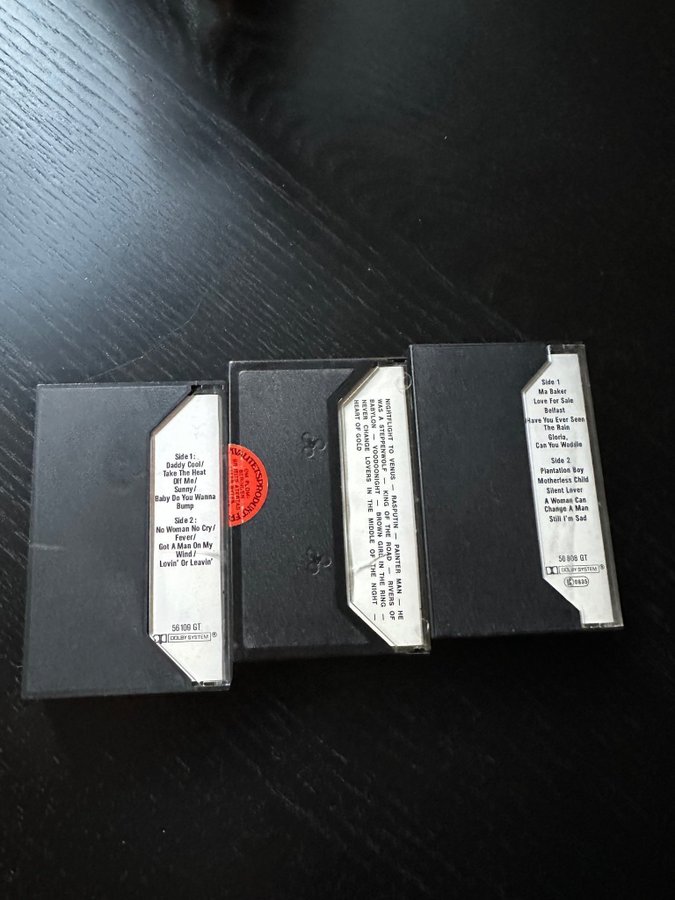 Side 1:
Daddy Cool/
Take The Heat
Off Me/
Sunny/
Baby Do You Wanna
Bump
Side 2:
No Woman No Cry/
Fever/
Got A Man On My
Wind/
Lovin' Or Leavin'
56 109 GT
DOLBY SYSTEM ®
KVALITETSPRODUKT
NIGHTFLIGHT TO VENUS — RASPUTIN — PAINTER MAN — HE
WAS A STEPPENWOLF — KING OF THE ROAD — RIVERS OF
BABYLON — VOODOONIGHT — BROWN GIRL IN THE RING —
NEVER CHANGE LOVERS IN THE MIDDLE OF THE NIGHT —
HEART OF GOLD
Side 1
Ma Baker
Love For Sale
Belfast
Have You Ever Seen
The Rain
Gloria,
Can You Waddle
Side 2
Plantation Boy
Motherless Child
Silent Lover
A Woman Can
Change A Man
Still I'm Sad
56 806 GT
DOLBY SYSTEM ®